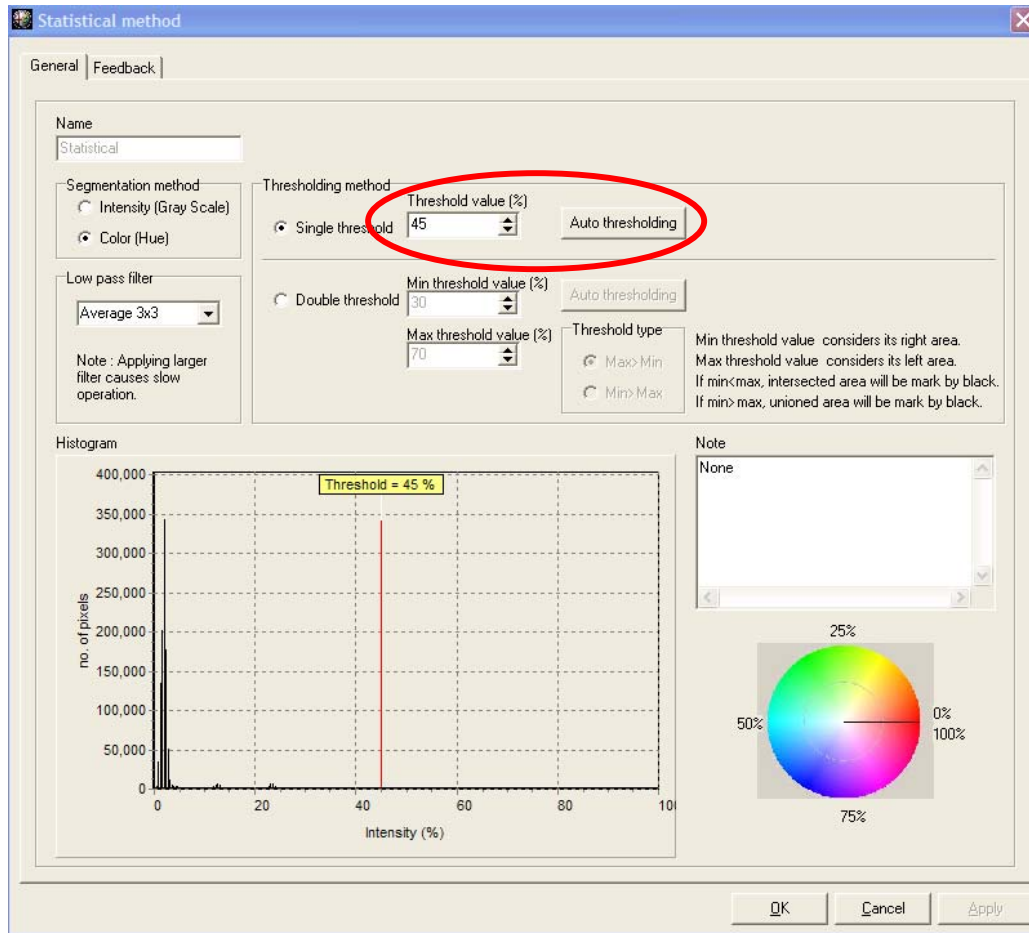 Statistical method
General
Feedback
Name
Statistical
Segmentation method
Intensity (Gray Scale)
Color (Hue)
Low pass filter
Average 3x3
Note : Applying larger
filter causes slow
operation.
Thresholding method
Single threshold
Threshold value (%)
45
Auto thresholding
Double threshold
Min threshold value (%)
30
Auto thresholding
Max threshold value (%)
70
Threshold type
Max>Min
Min>Max
Min threshold value  considers its right area.
Max threshold value  considers its left area.
If min<max, intersected area will be mark by black.
If min>max, unioned area will be mark by black.
Histogram
Threshold = 45 %
400,000
350,000
300,000
250,000
200,000
150,000
100,000
50,000
0
no. of pixels
0 20 40 60 80 10
Intensity (%)
Note
None
25%
50%
0%
100%
75%
OK
Cancel
Apply